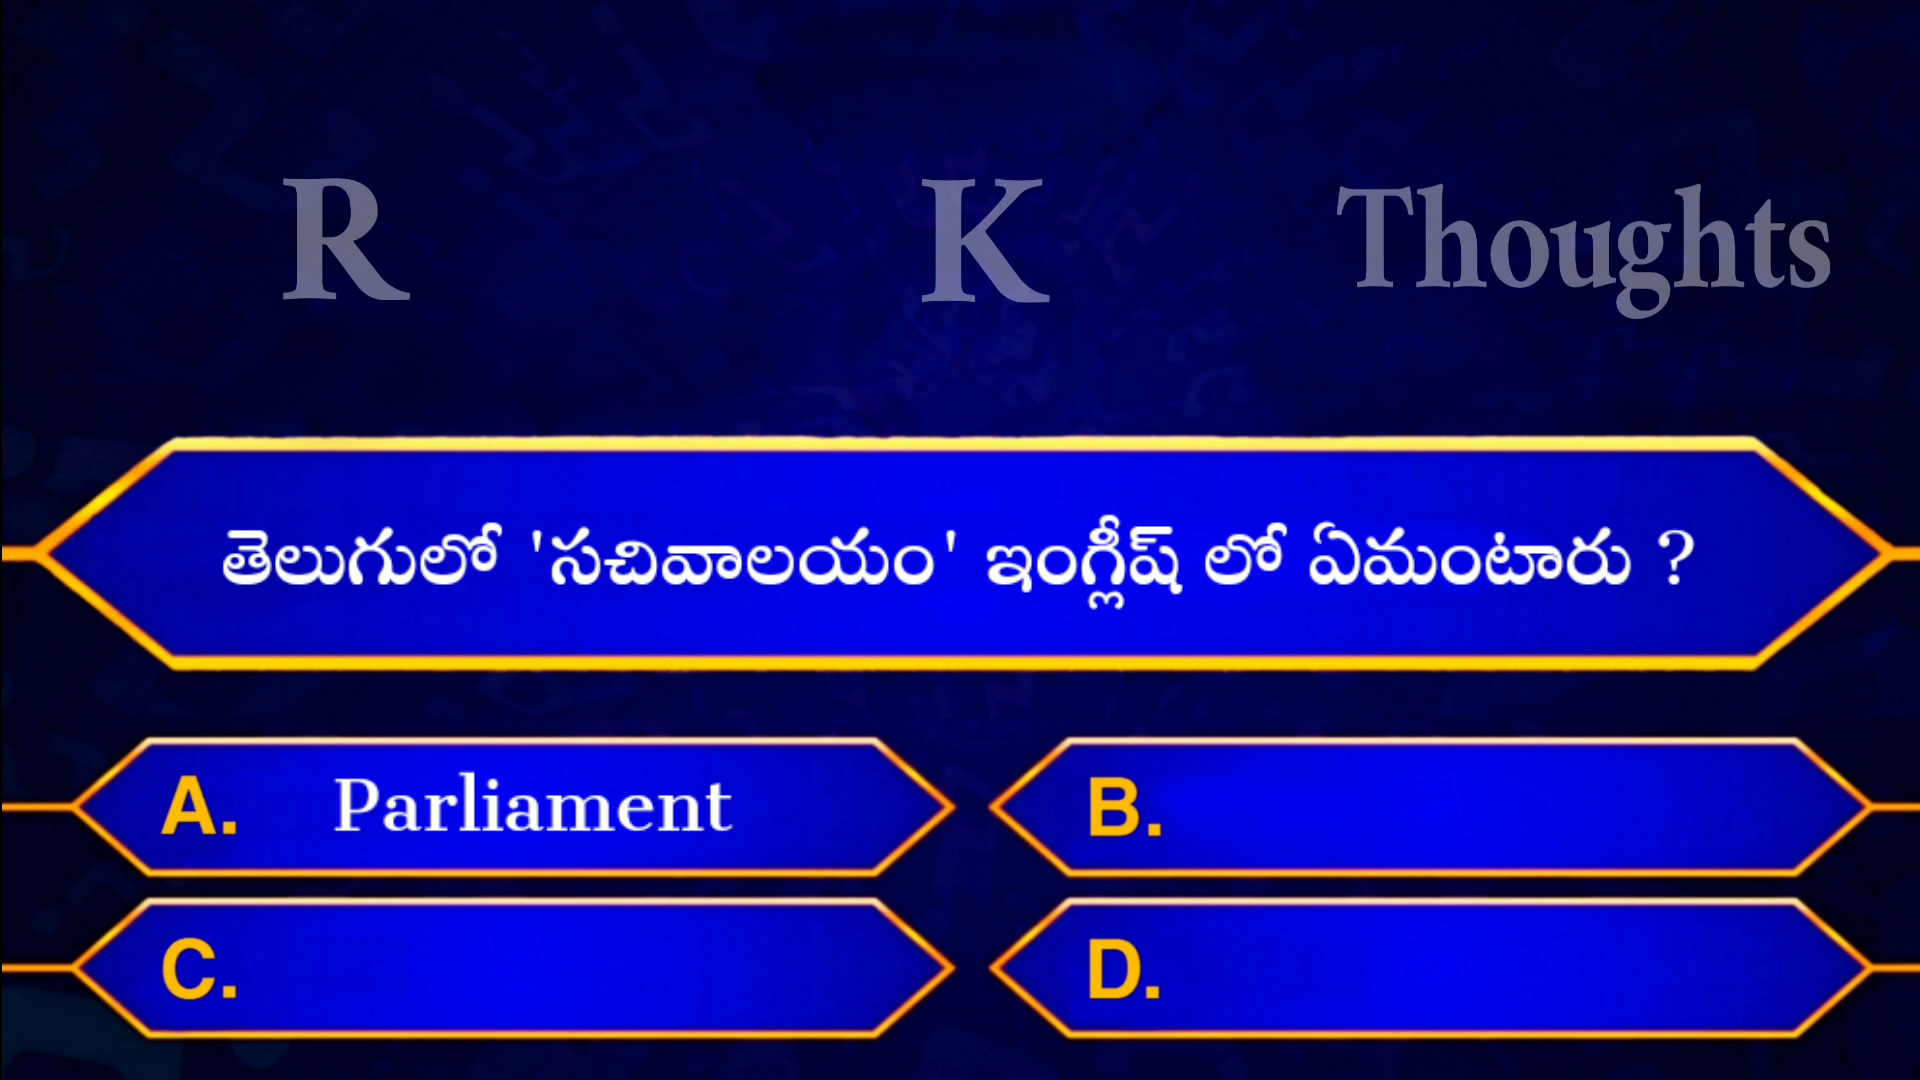 R K Thoughts
తెలుగులో 'సచివాలయం' ఇంగ్లీష్ లో ఏమంటారు ?
A. Parliament
B.
C.
D.